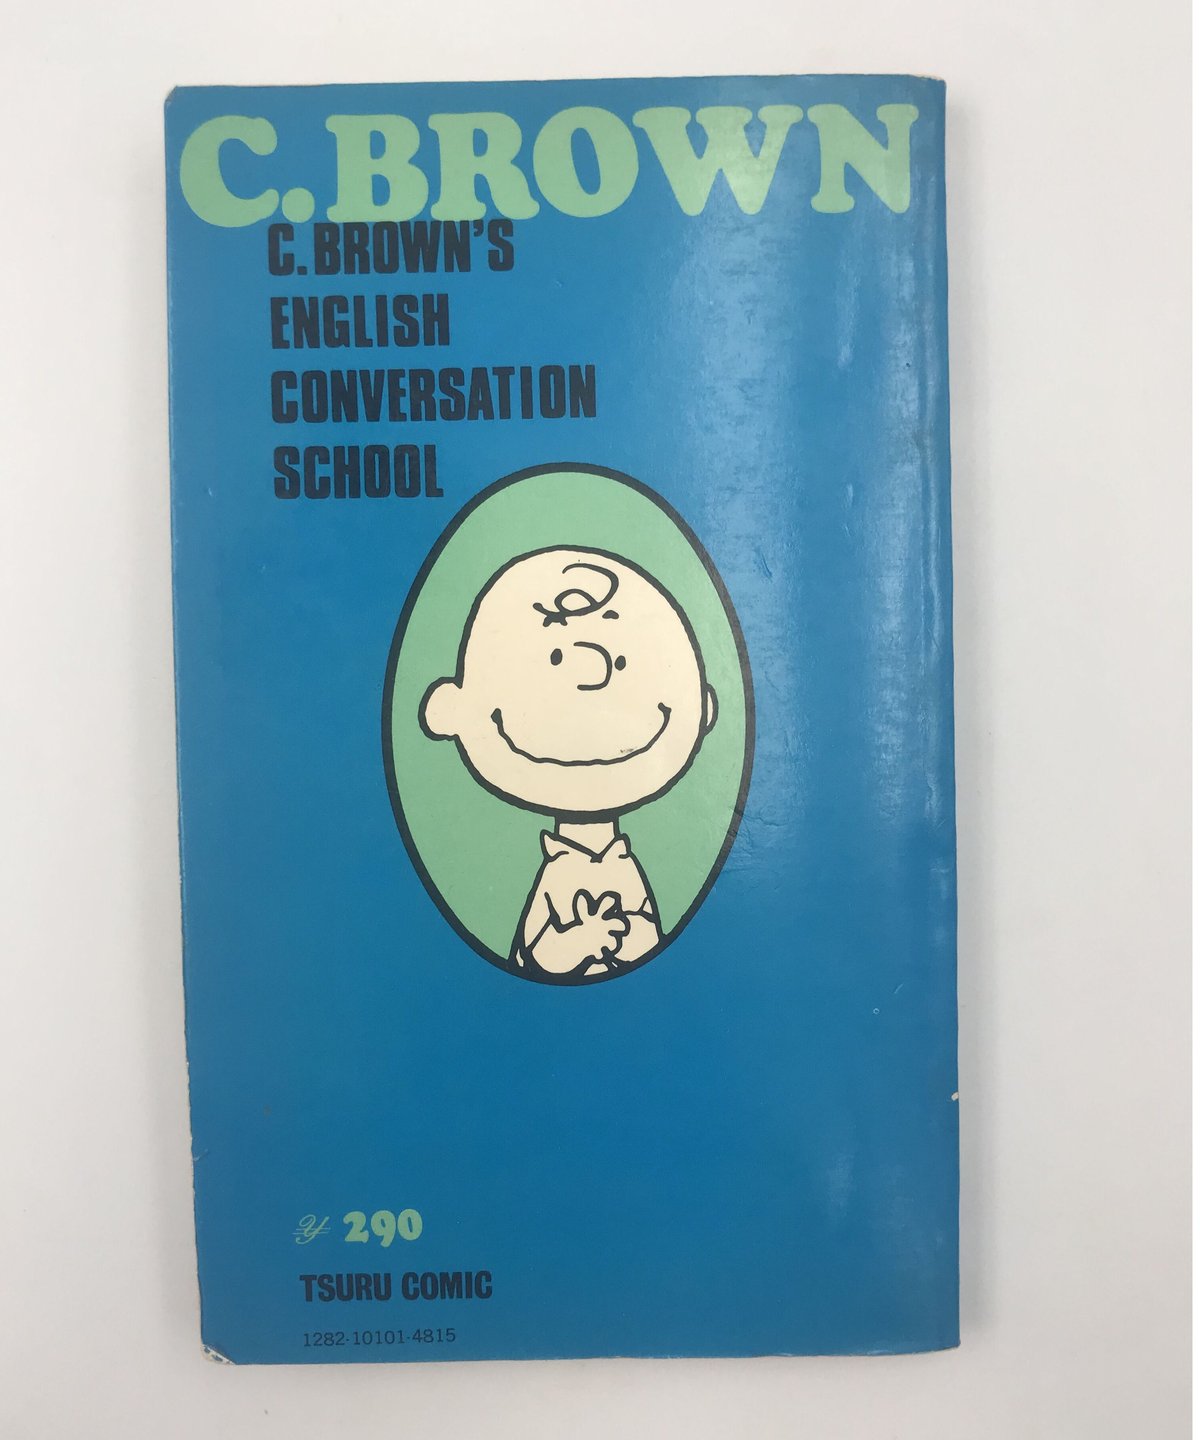 C.BROWN
C.BROWN'S
ENGLISH
CONVERSATION
SCHOOL
¥ 290
TSURU COMIC
1282-10101-4815